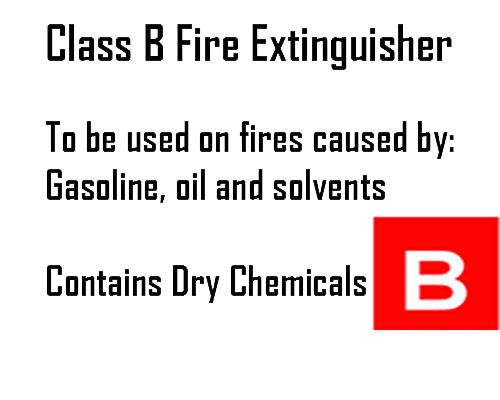 Class B Fire Extinguisher
To be used on fires caused by:
Gasoline, oil and solvents
Contains Dry Chemicals
B